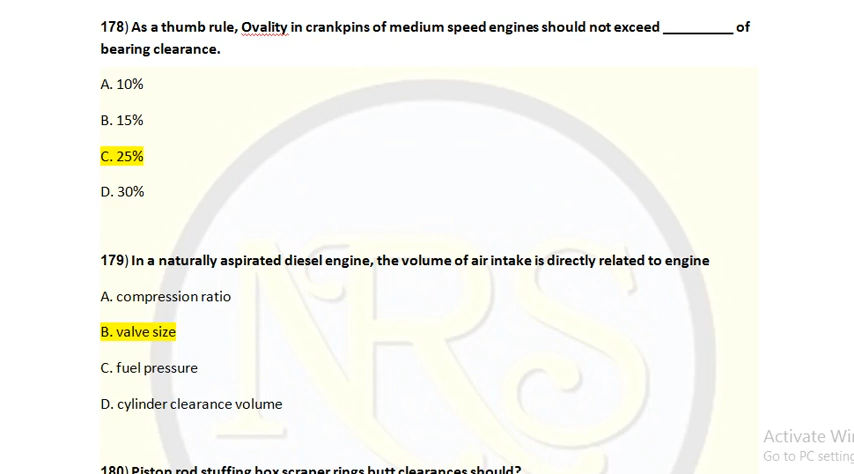 178) As a thumb rule, Ovality in crankpins of medium speed engines should not exceed __________ of
bearing clearance.
A. 10%
B. 15%
C. 25%
D. 30%
179) In a naturally aspirated diesel engine, the volume of air intake is directly related to engine
A. compression ratio
B. valve size
C. fuel pressure
D. cylinder clearance volume
NRS
Activate Wi
Go to PC setting
180) Piston rod stuffing box scraper rings butt clearances should?